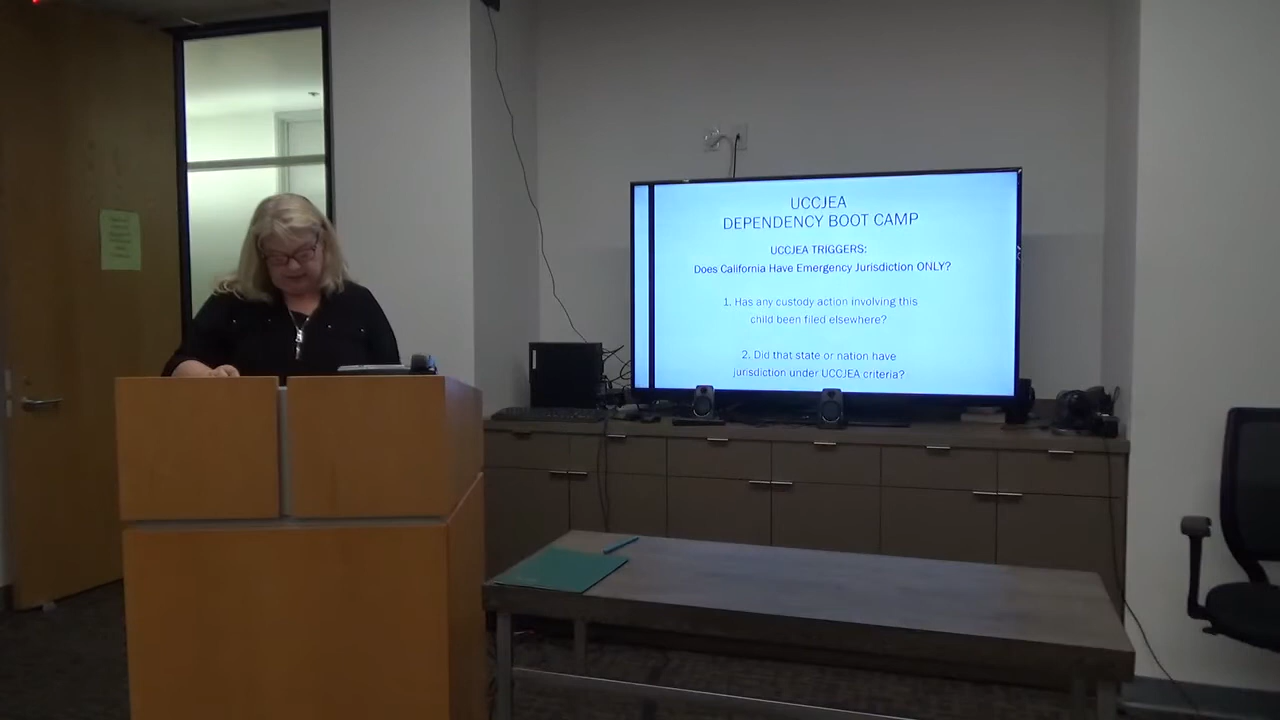 UCCJEA
DEPENDENCY BOOT CAMP
UCCJEA TRIGGERS:
Does California Have Emergency Jurisdiction ONLY?
1. Has any custody action involving this
child been filed elsewhere?
2. Did that state or nation have
jurisdiction under UCCJEA criteria?